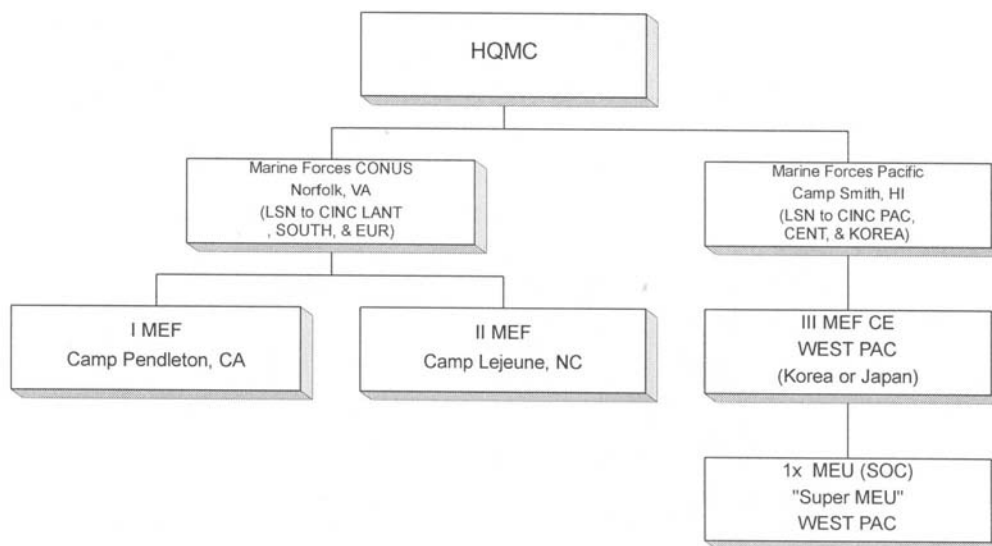 HQMC
Marine Forces CONUS
Norfolk, VA
(LSN to CINC LANT
, SOUTH, & EUR)
Marine Forces Pacific
Camp Smith, HI
(LSN to CINC PAC,
CENT, & KOREA)
I MEF
Camp Pendleton, CA
II MEF
Camp Lejeune, NC
III MEF CE
WEST PAC
(Korea or Japan)
1x MEU (SOC)
"Super MEU"
WEST PAC